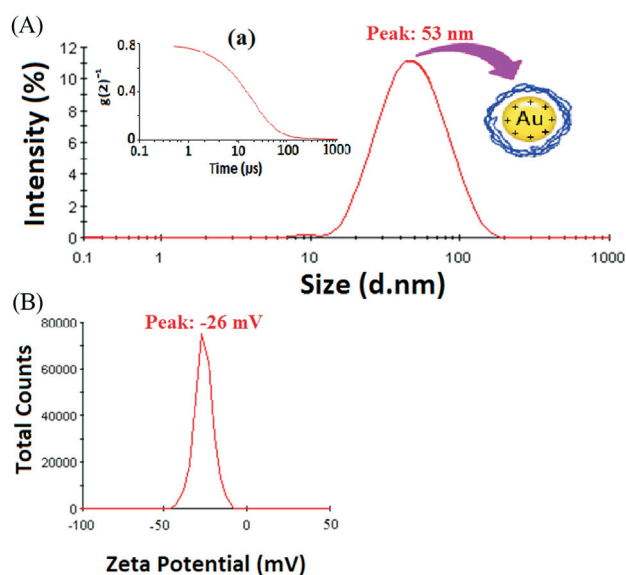 (A)
(a)
Peak: 53 nm
Intensity (%)
12
10
8
6
4
2
0
0.8
0.4
0
g(2)⁻¹
0.1 1 10 100 1000
Time (µs)
Au
+ + + + + + + +
0.1 1 10 100 1000
Size (d.nm)
(B)
Peak: -26 mV
Total Counts
80000
60000
40000
20000
0
-100 -50 0 50
Zeta Potential (mV)